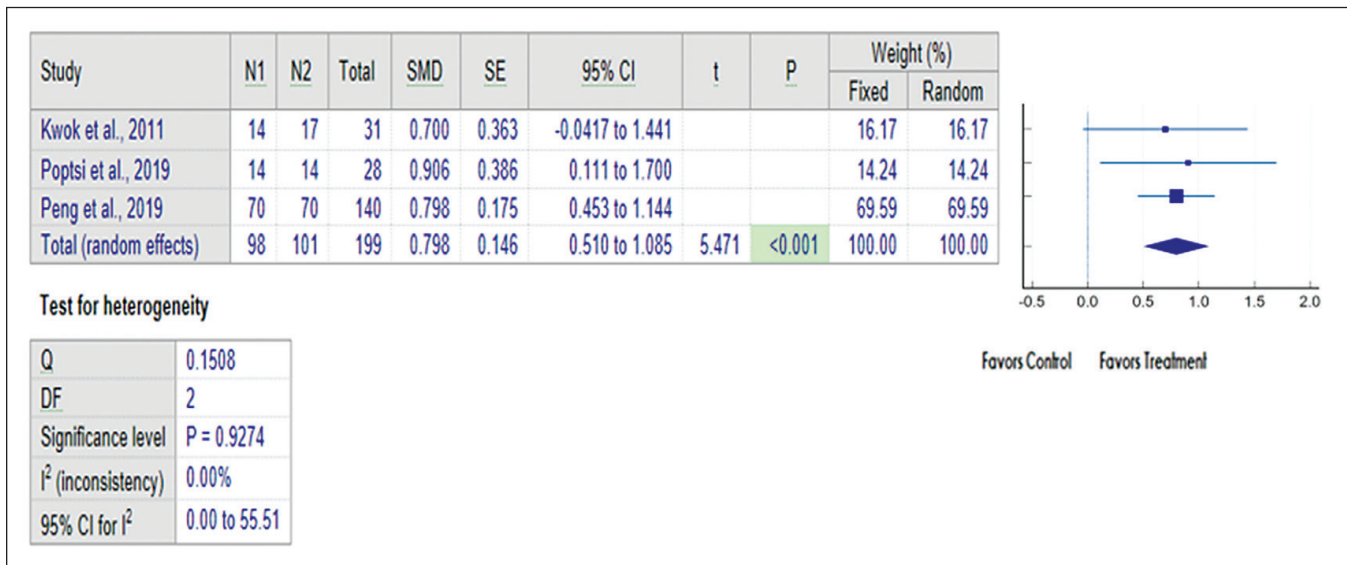 Study N1 N2 Total SMD SE 95% CI t P Weight (%)
Fixed Random
Kwok et al., 2011 14 17 31 0.700 0.363 -0.0417 to 1.441 16.17 16.17
Poptsi et al., 2019 14 14 28 0.906 0.386 0.111 to 1.700 14.24 14.24
Peng et al., 2019 70 70 140 0.798 0.175 0.453 to 1.144 69.59 69.59
Total (random effects) 98 101 199 0.798 0.146 0.510 to 1.085 5.471 <0.001 100.00 100.00
-0.5 0.0 0.5 1.0 1.5 2.0
Favors Control Favors Treatment
Test for heterogeneity
Q 0.1508
DF 2
Significance level P = 0.9274
I² (inconsistency) 0.00%
95% CI for I² 0.00 to 55.51